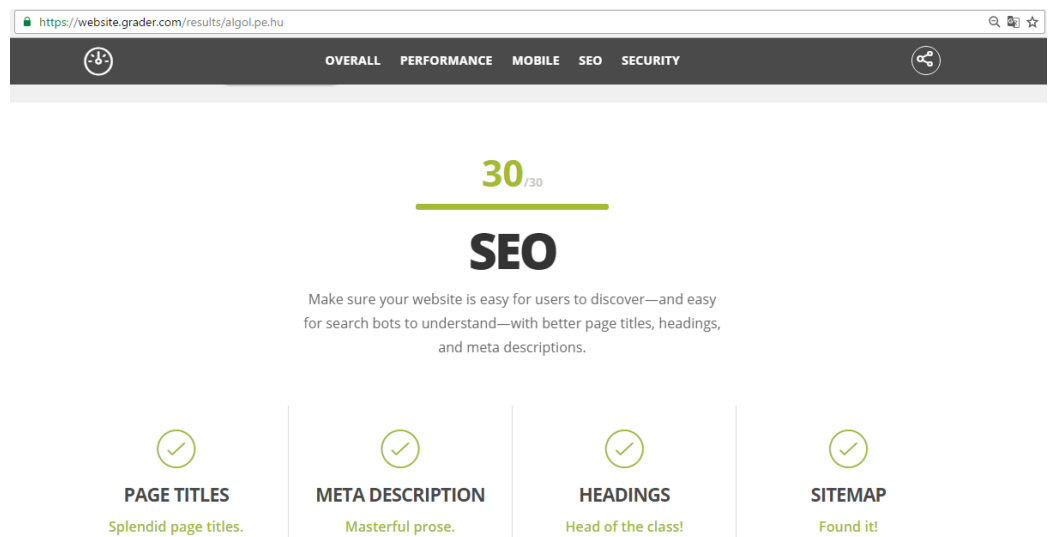 https://website.grader.com/results/algol.pe.hu
OVERALL PERFORMANCE MOBILE SEO SECURITY
30/30
SEO
Make sure your website is easy for users to discover—and easy
for search bots to understand—with better page titles, headings,
and meta descriptions.
PAGE TITLES META DESCRIPTION HEADINGS SITEMAP
Splendid page titles. Masterful prose. Head of the class! Found it!